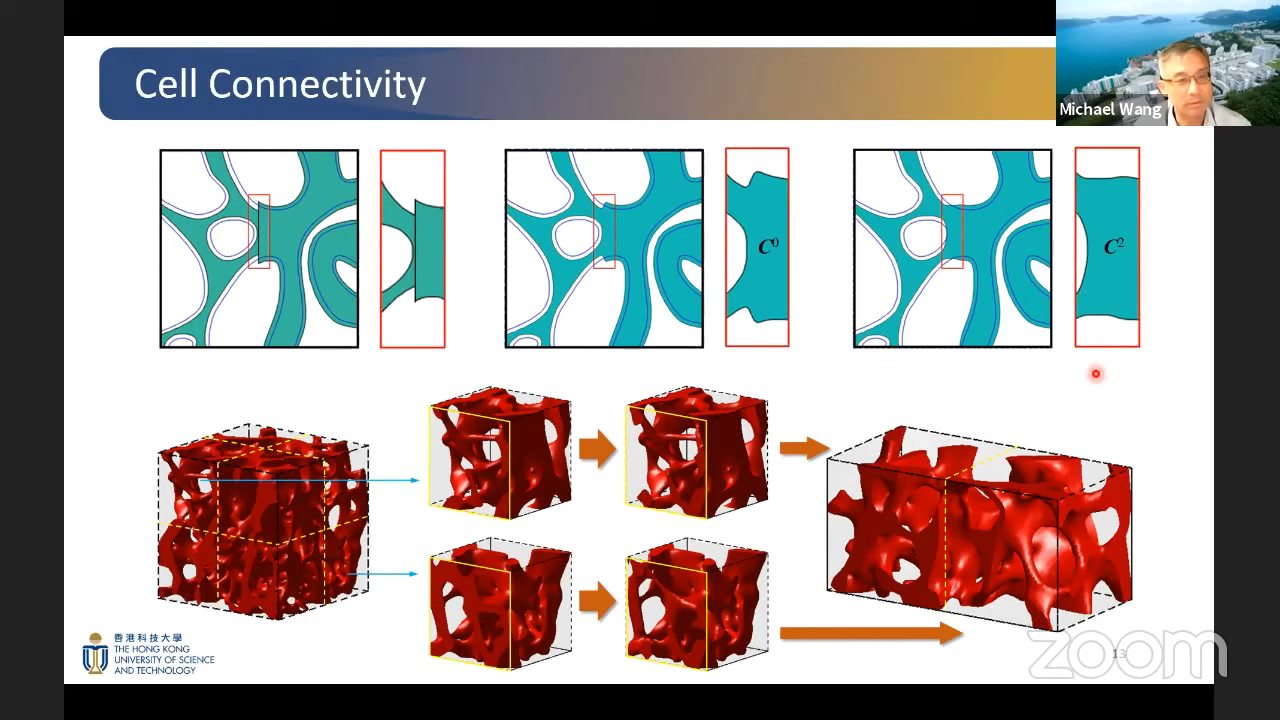 Cell Connectivity
Michael Wang
C⁰
C²
香港科技大學
THE HONG KONG
UNIVERSITY OF SCIENCE
AND TECHNOLOGY
13
zoom